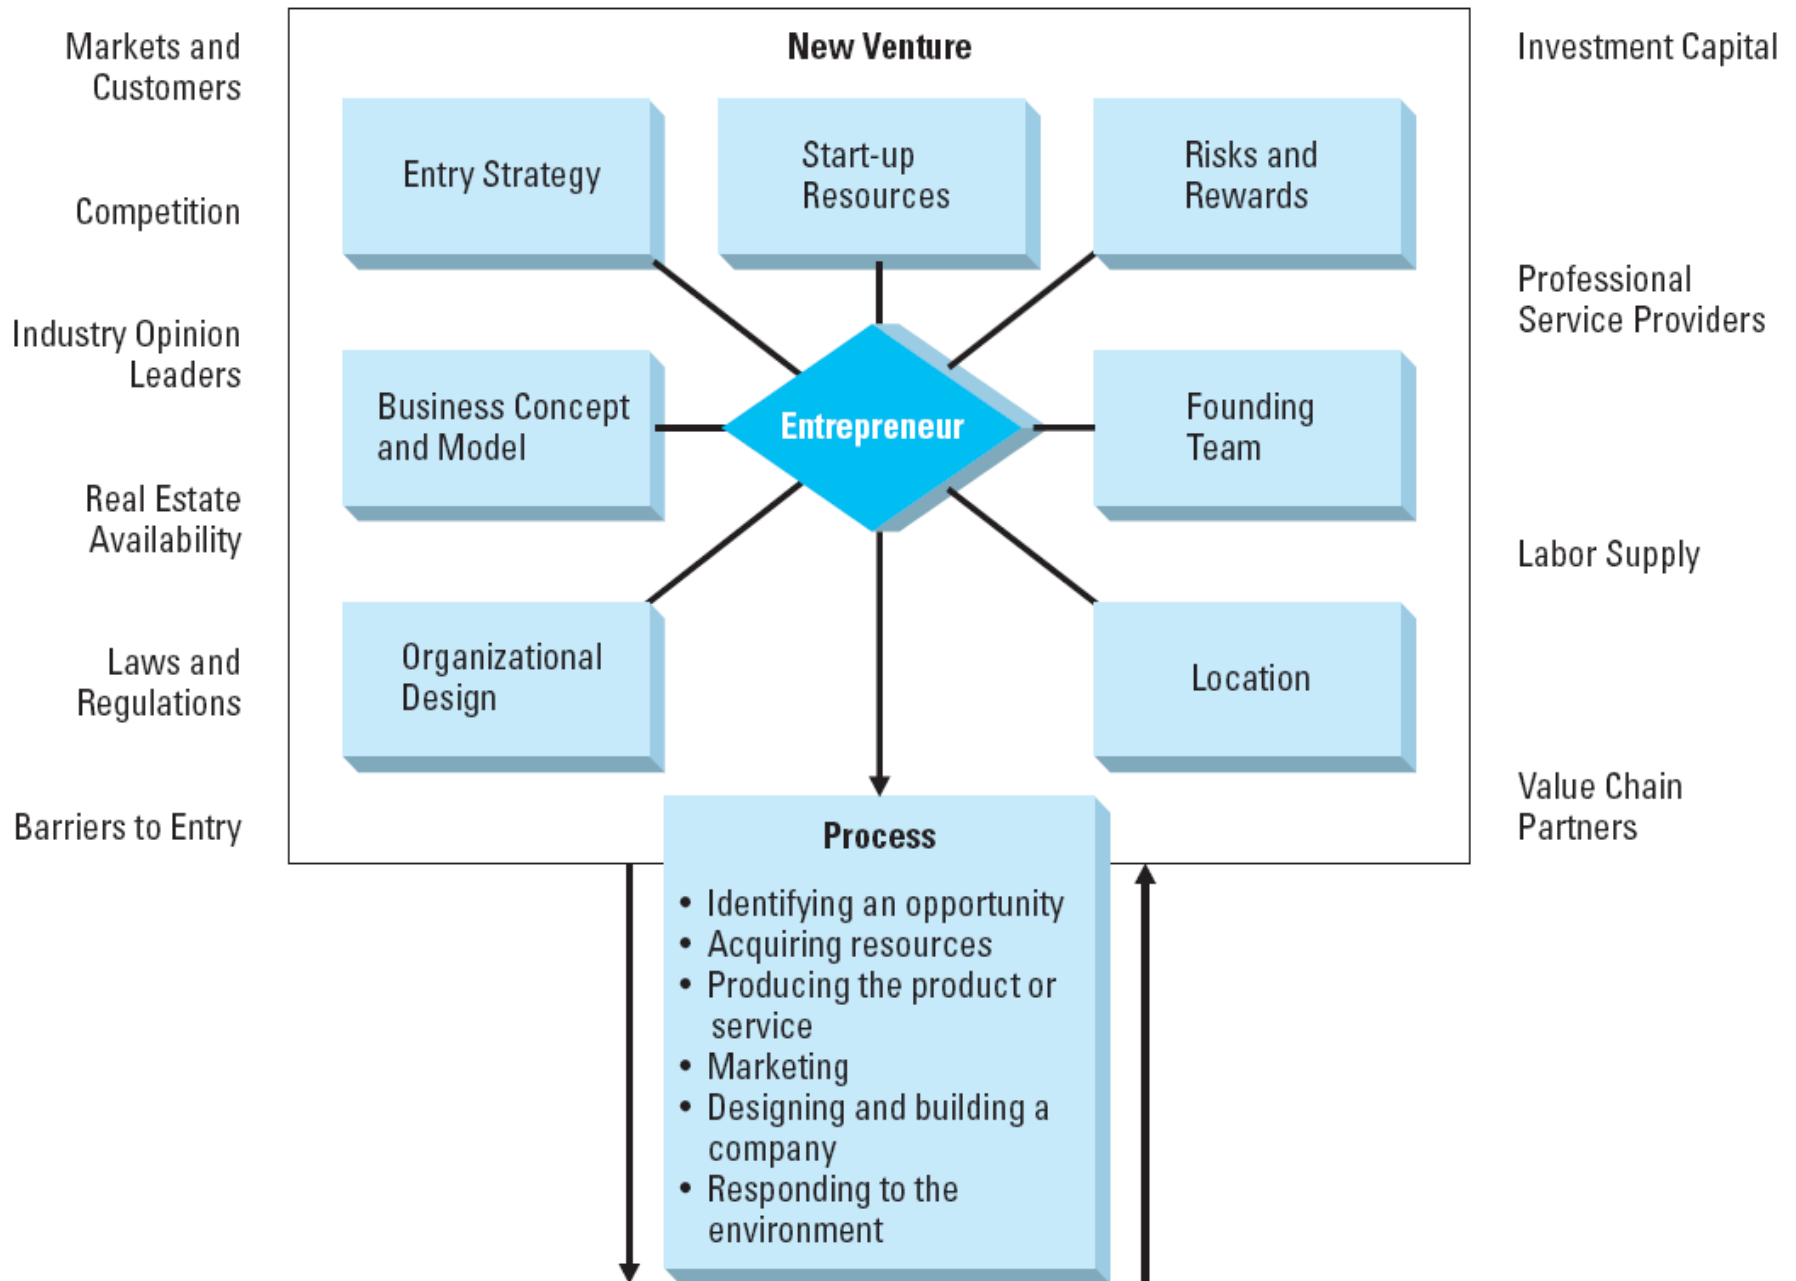 Markets and
Customers
Competition
Industry Opinion
Leaders
Real Estate
Availability
Laws and
Regulations
Barriers to Entry
New Venture
Entry Strategy
Start-up
Resources
Risks and
Rewards
Business Concept
and Model
Entrepreneur
Founding
Team
Organizational
Design
Location
Process
• Identifying an opportunity
• Acquiring resources
• Producing the product or
service
• Marketing
• Designing and building a
company
• Responding to the
environment
Investment Capital
Professional
Service Providers
Labor Supply
Value Chain
Partners